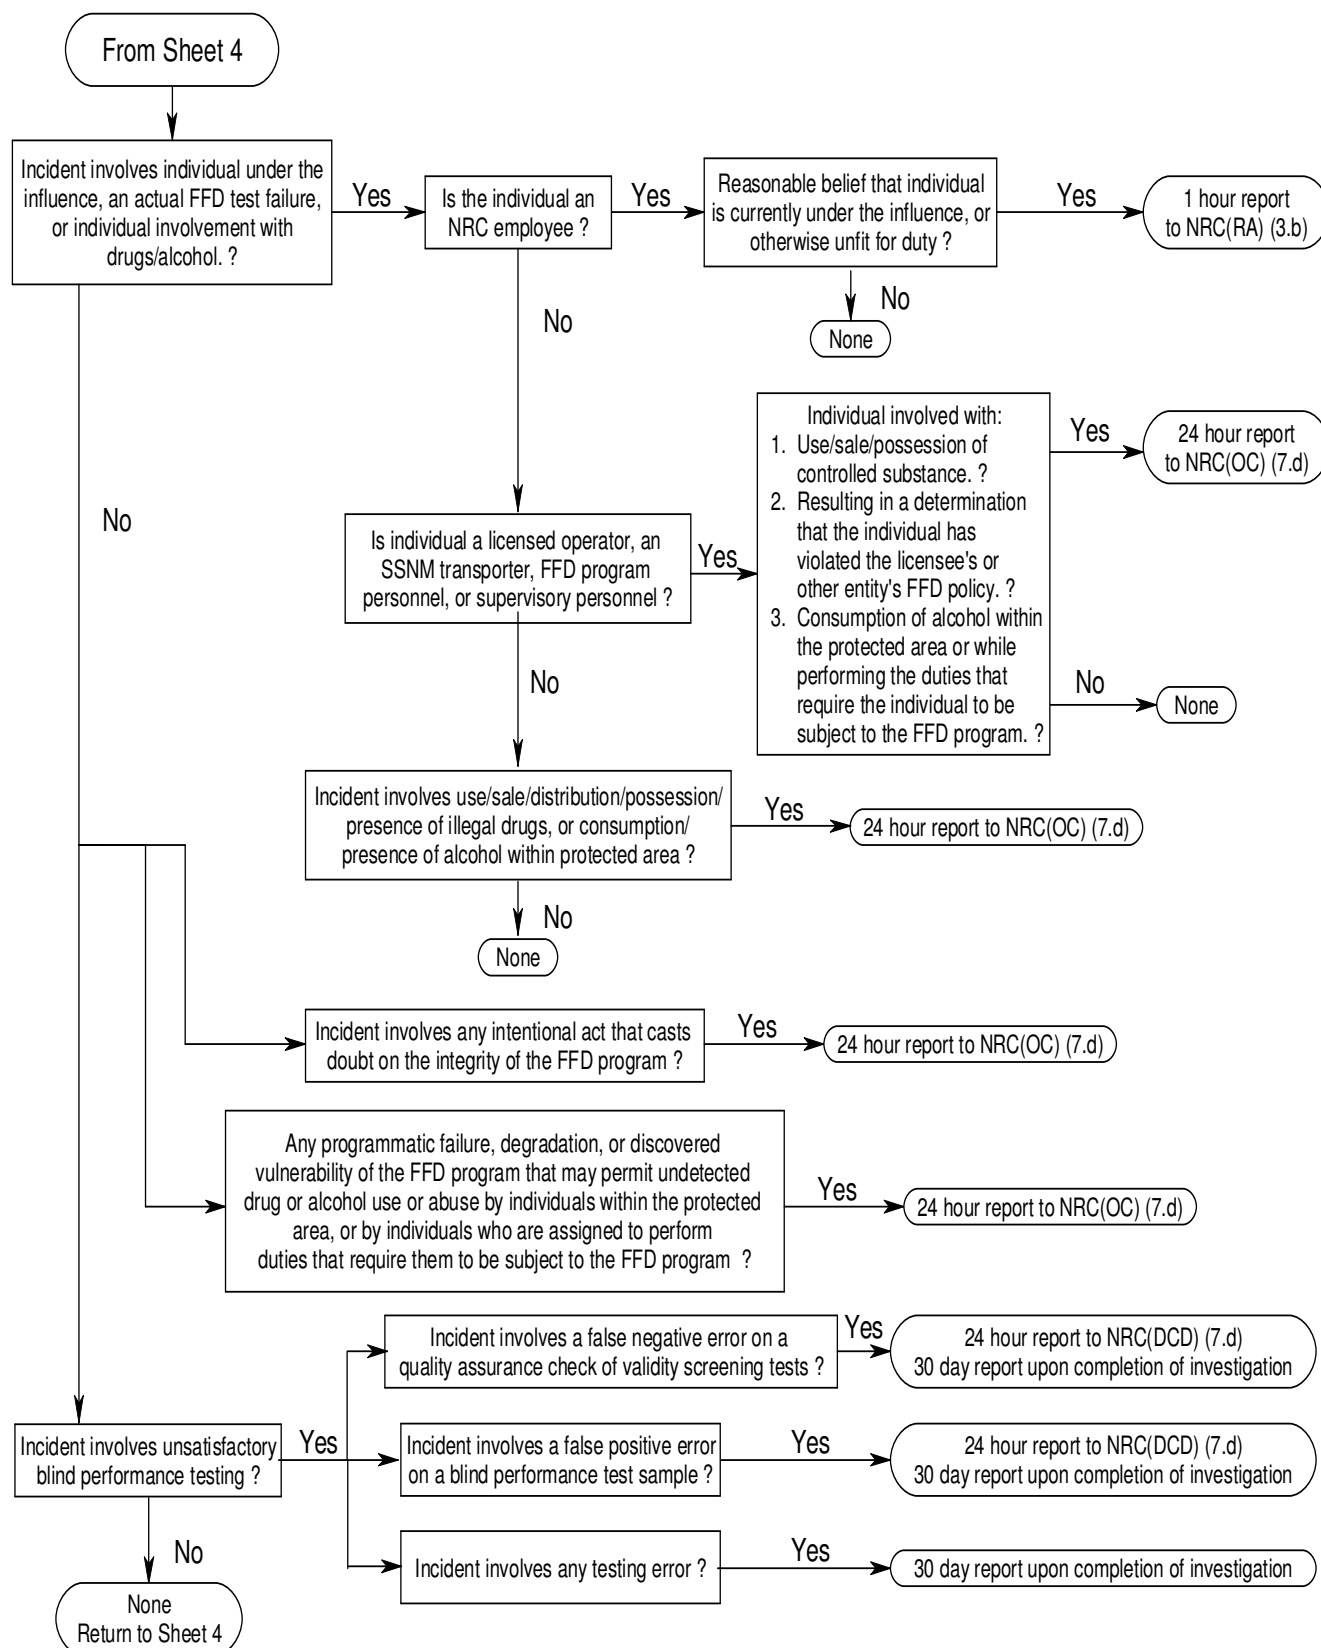 From Sheet 4
Incident involves individual under the
influence, an actual FFD test failure,
or individual involvement with
drugs/alcohol. ?
Yes
Is the individual an
NRC employee ?
Yes
Reasonable belief that individual
is currently under the influence, or
otherwise unfit for duty ?
Yes
1 hour report
to NRC(RA) (3.b)
No
None
No
No
Is individual a licensed operator, an
SSNM transporter, FFD program
personnel, or supervisory personnel ?
Yes
Individual involved with:
1. Use/sale/possession of
controlled substance. ?
2. Resulting in a determination
that the individual has
violated the licensee's or
other entity's FFD policy. ?
3. Consumption of alcohol within
the protected area or while
performing the duties that
require the individual to be
subject to the FFD program. ?
Yes
24 hour report
to NRC(OC) (7.d)
No
None
No
Incident involves use/sale/distribution/possession/
presence of illegal drugs, or consumption/
presence of alcohol within protected area ?
Yes
24 hour report to NRC(OC) (7.d)
No
None
Incident involves any intentional act that casts
doubt on the integrity of the FFD program ?
Yes
24 hour report to NRC(OC) (7.d)
Any programmatic failure, degradation, or discovered
vulnerability of the FFD program that may permit undetected
drug or alcohol use or abuse by individuals within the protected
area, or by individuals who are assigned to perform
duties that require them to be subject to the FFD program ?
Yes
24 hour report to NRC(OC) (7.d)
Incident involves unsatisfactory
blind performance testing ?
Yes
Incident involves a false negative error on a
quality assurance check of validity screening tests ?
Yes
24 hour report to NRC(DCD) (7.d)
30 day report upon completion of investigation
Incident involves a false positive error
on a blind performance test sample ?
Yes
24 hour report to NRC(DCD) (7.d)
30 day report upon completion of investigation
Incident involves any testing error ?
Yes
30 day report upon completion of investigation
No
None
Return to Sheet 4